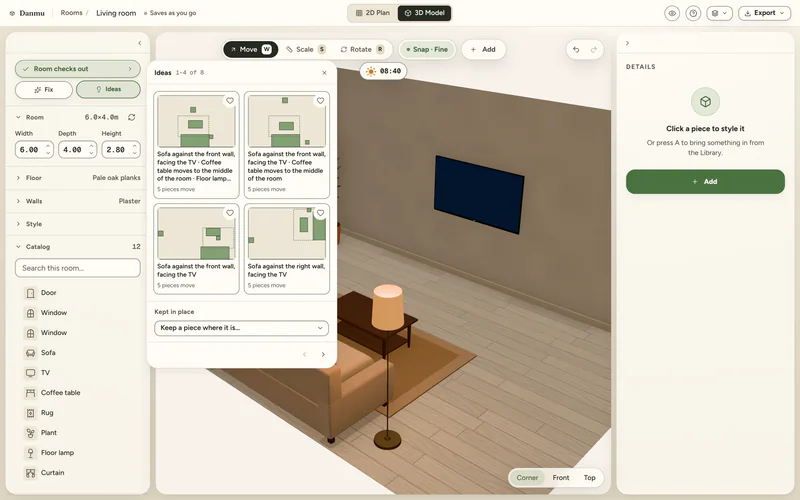 Danmu
Rooms / Living room
Saves as you go
2D Plan
3D Model
Export
Room checks out
Fix
Ideas
Room
6.0×4.0m
Width
Depth
Height
6.00
4.00
2.80
Floor
Pale oak planks
Walls
Plaster
Style
Catalog
12
Search this room...
Door
Window
Window
Sofa
TV
Coffee table
Rug
Plant
Floor lamp
Curtain
Move W
Scale S
Rotate R
Snap · Fine
Add
08:40
Ideas 1-4 of 8
Sofa against the front wall,
facing the TV · Coffee
table moves to the middle
of the room · Floor lamp...
5 pieces move
Sofa against the front wall,
facing the TV · Coffee
table moves to the middle
of the room
5 pieces move
Sofa against the front wall,
facing the TV
5 pieces move
Sofa against the right wall,
facing the TV
5 pieces move
Kept in place
Keep a piece where it is...
Corner
Front
Top
DETAILS
Click a piece to style it
Or press A to bring something in from
the Library.
Add